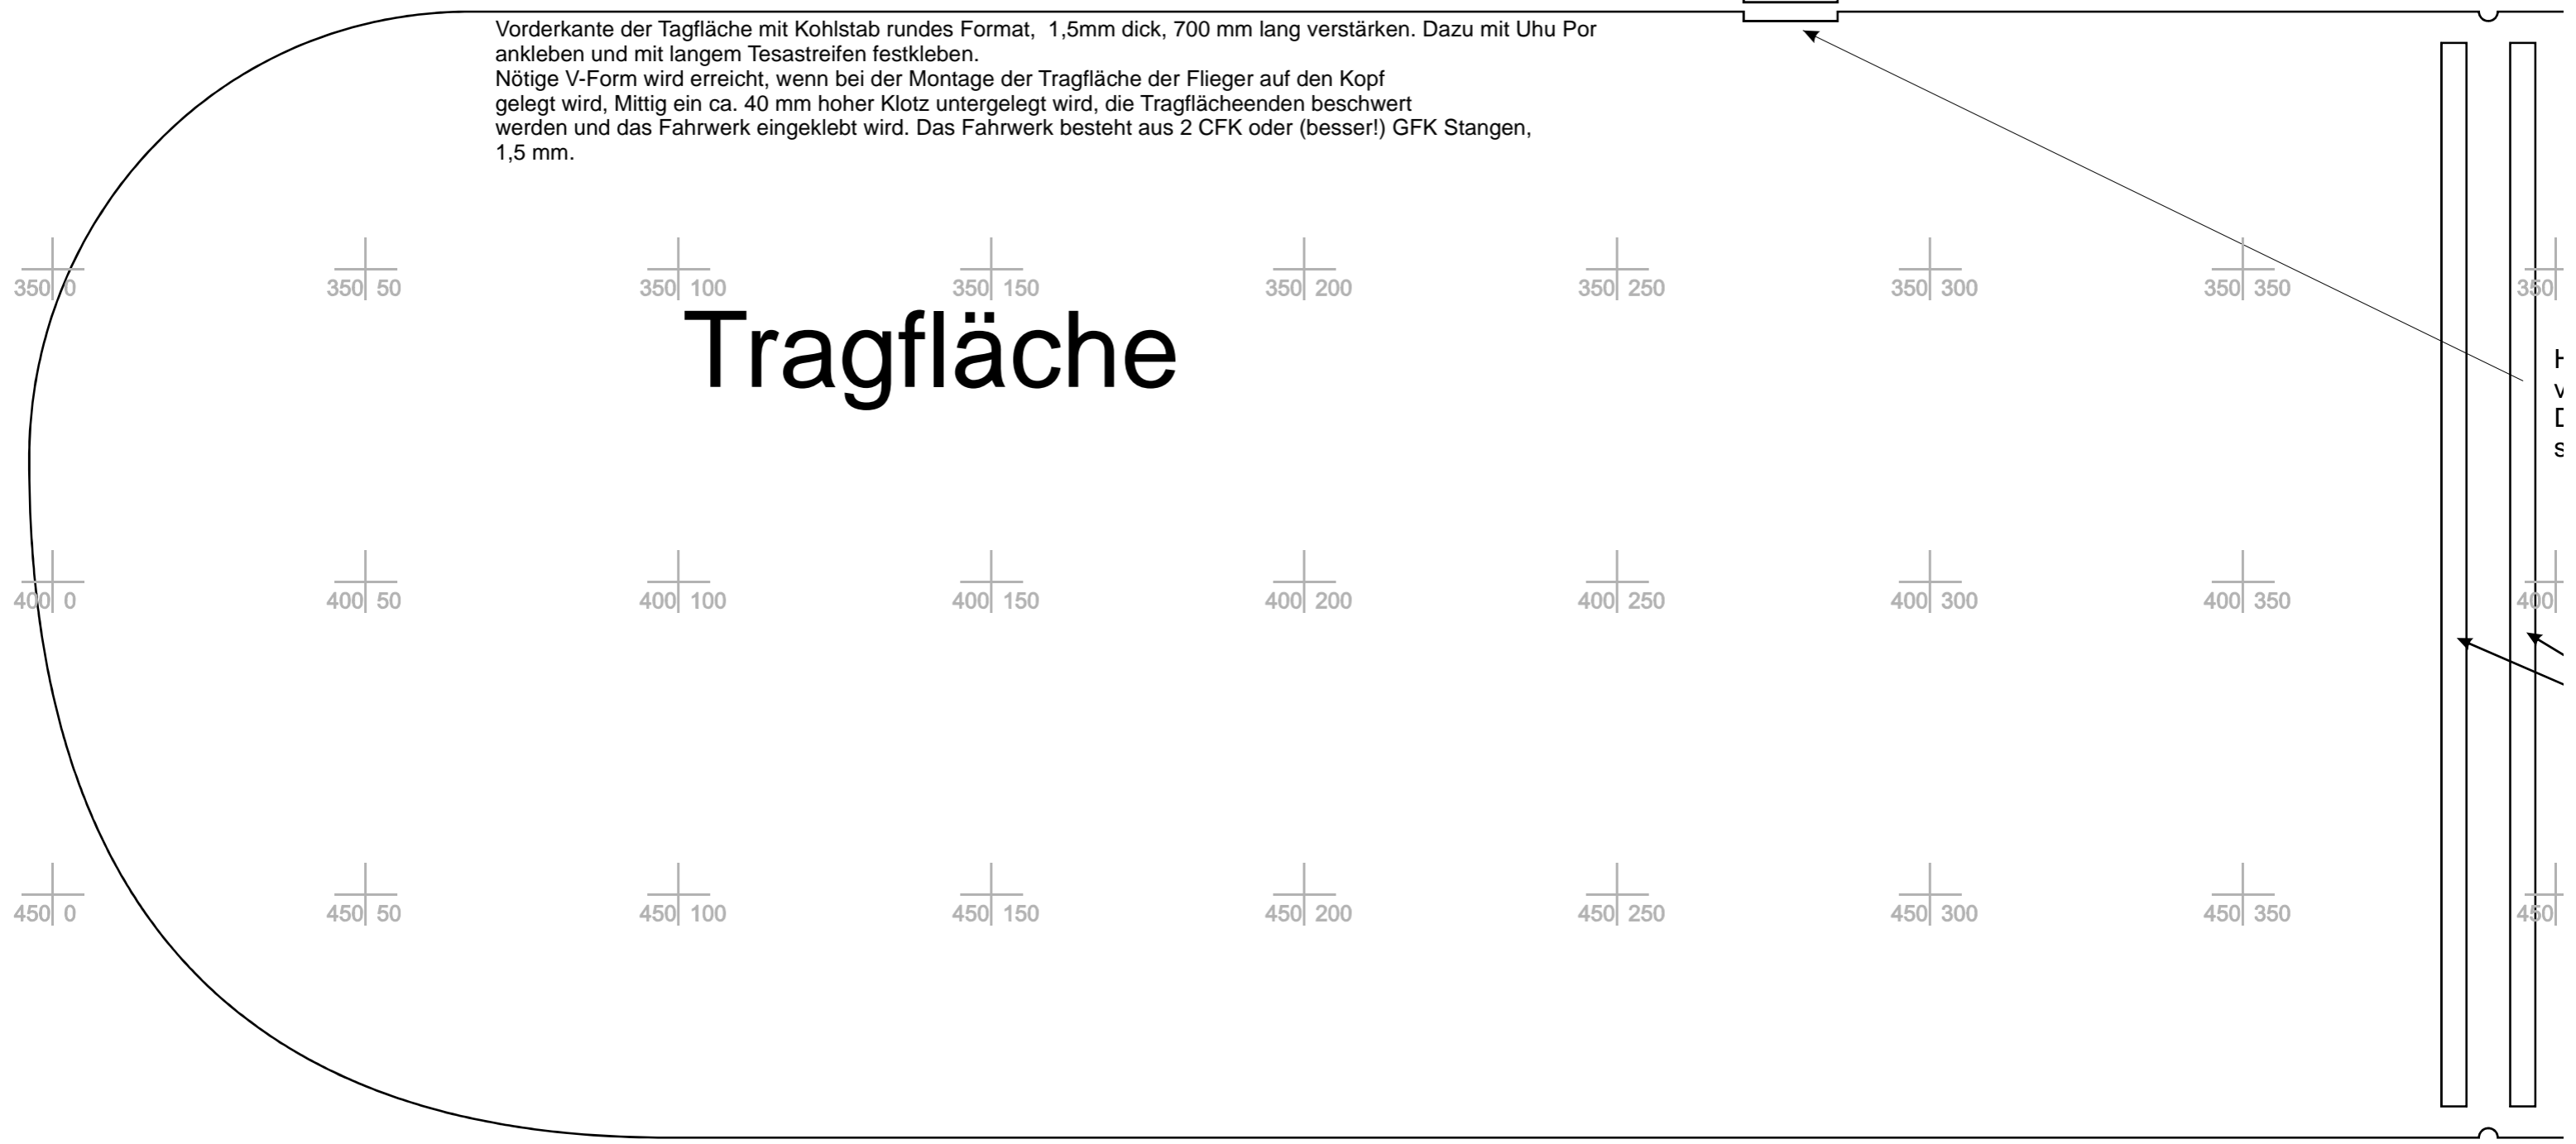 Vorderkante der Tagfläche mit Kohlstab rundes Format,  1,5mm dick, 700 mm lang verstärken. Dazu mit Uhu Por
ankleben und mit langem Tesastreifen festkleben.
Nötige V-Form wird erreicht, wenn bei der Montage der Tragfläche der Flieger auf den Kopf
gelegt wird, Mittig ein ca. 40 mm hoher Klotz untergelegt wird, die Tragflächeenden beschwert
werden und das Fahrwerk eingeklebt wird. Das Fahrwerk besteht aus 2 CFK oder (besser!) GFK Stangen,
1,5 mm.
350 0 350 50 350 100 350 150 350 200 350 250 350 300 350 350 350
Tragfläche
400 0 400 50 400 100 400 150 400 200 400 250 400 300 400 350 400
450 0 450 50 450 100 450 150 450 200 450 250 450 300 450 350 450